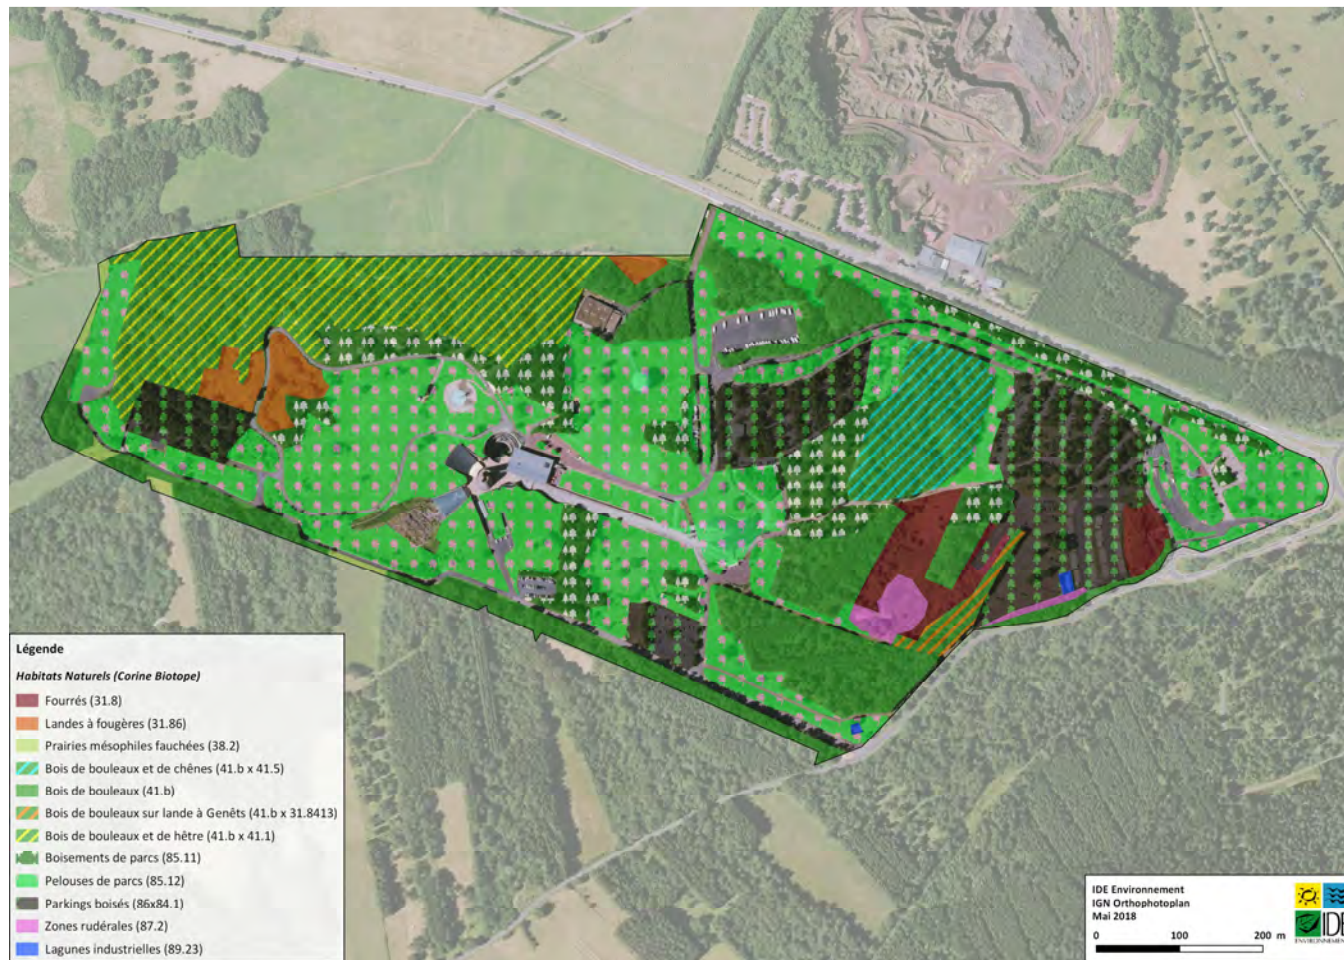 Légende
Habitats Naturels (Corine Biotope)
Fourrés (31.8)
Landes à fougères (31.86)
Prairies mésophiles fauchées (38.2)
Bois de bouleaux et de chênes (41.b x 41.5)
Bois de bouleaux (41.b)
Bois de bouleaux sur lande à Genêts (41.b x 31.8413)
Bois de bouleaux et de hêtre (41.b x 41.1)
Boisements de parcs (85.11)
Pelouses de parcs (85.12)
Parkings boisés (86x84.1)
Zones rudérales (87.2)
Lagunes industrielles (89.23)
IDE Environnement
IGN Orthophotoplan
Mai 2018
0 100 200 m
IDE
ENVIRONNEMENT